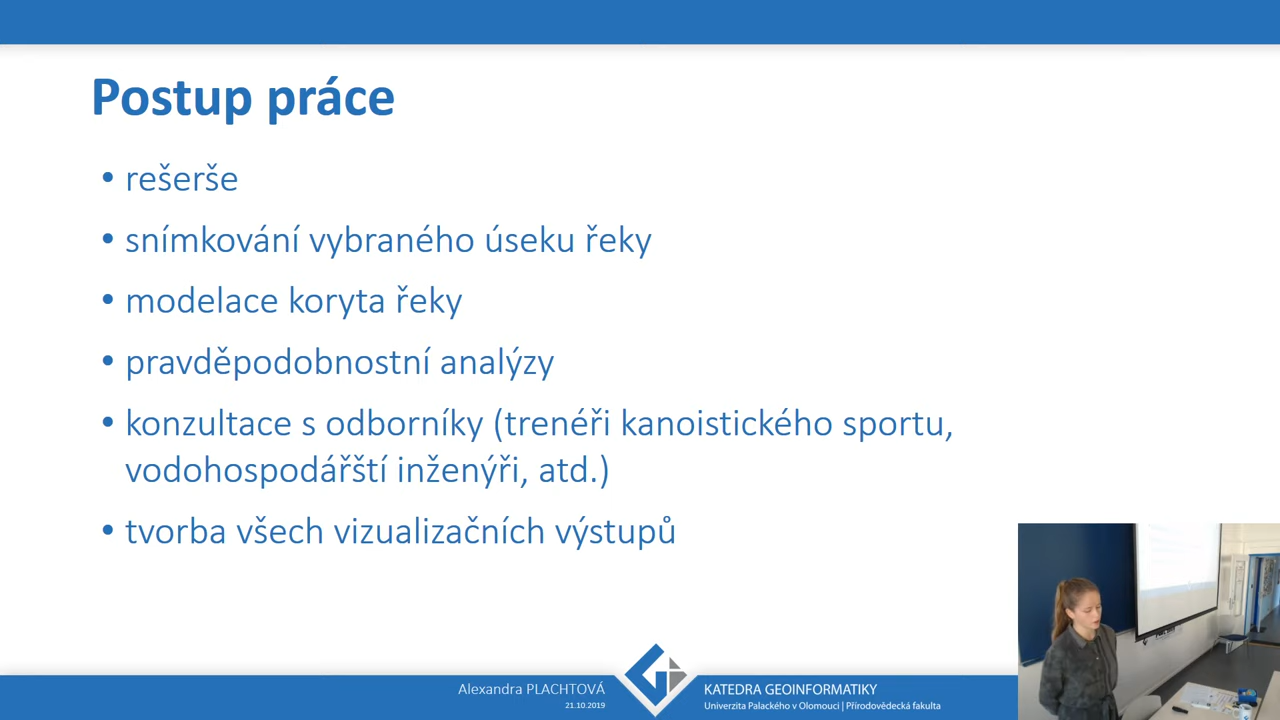 Postup práce
• rešerše
• snímkování vybraného úseku řeky
• modelace koryta řeky
• pravděpodobnostní analýzy
• konzultace s odborníky (trenéři kanoistického sportu,
vodohospodářští inženýři, atd.)
• tvorba všech vizualizačních výstupů
Alexandra PLACHTOVÁ
21.10.2019
KATEDRA GEOINFORMATIKY
Univerzita Palackého v Olomouci | Přírodovědecká fakulta